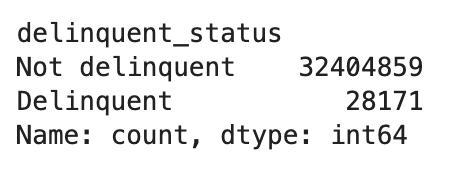 delinquent_status
Not delinquent    32404859
Delinquent           28171
Name: count, dtype: int64